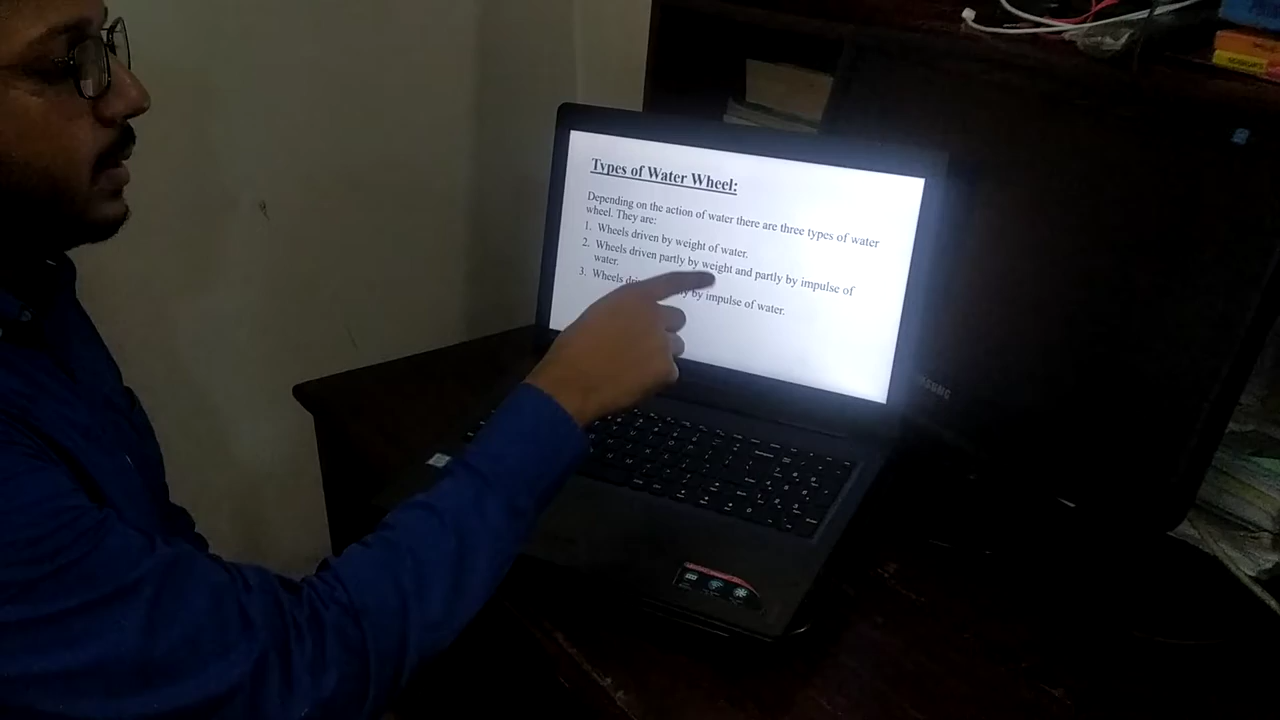 Types of Water Wheel:
Depending on the action of water there are three types of water
wheel. They are:
1. Wheels driven by weight of water.
2. Wheels driven partly by weight and partly by impulse of
water.
3. Wheels by impulse of water.
SAMSUNG